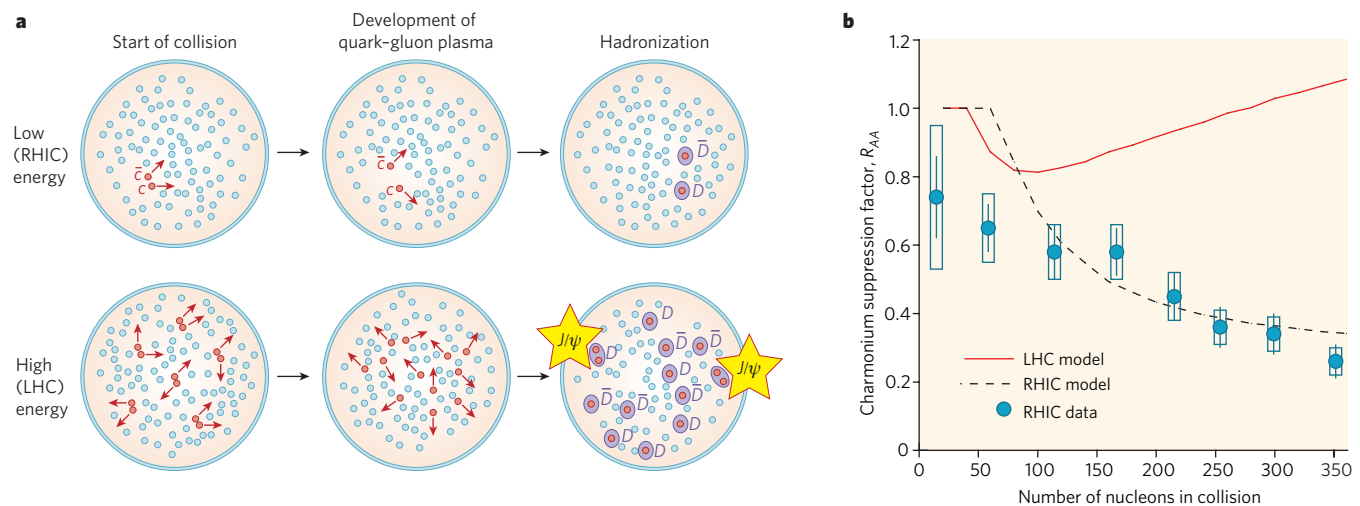 a
Start of collision
Development of
quark–gluon plasma
Hadronization
Low
(RHIC)
energy
c̄
c
c̄
c
D̄
D
High
(LHC)
energy
J/ψ
D
D
D̄
D̄
J/ψ
D
D̄
D̄
D̄
D
D
D
b
Charmonium suppression factor, R_AA
1.2
1.0
0.8
0.6
0.4
0.2
0
LHC model
RHIC model
RHIC data
0
50
100
150
200
250
300
350
Number of nucleons in collision